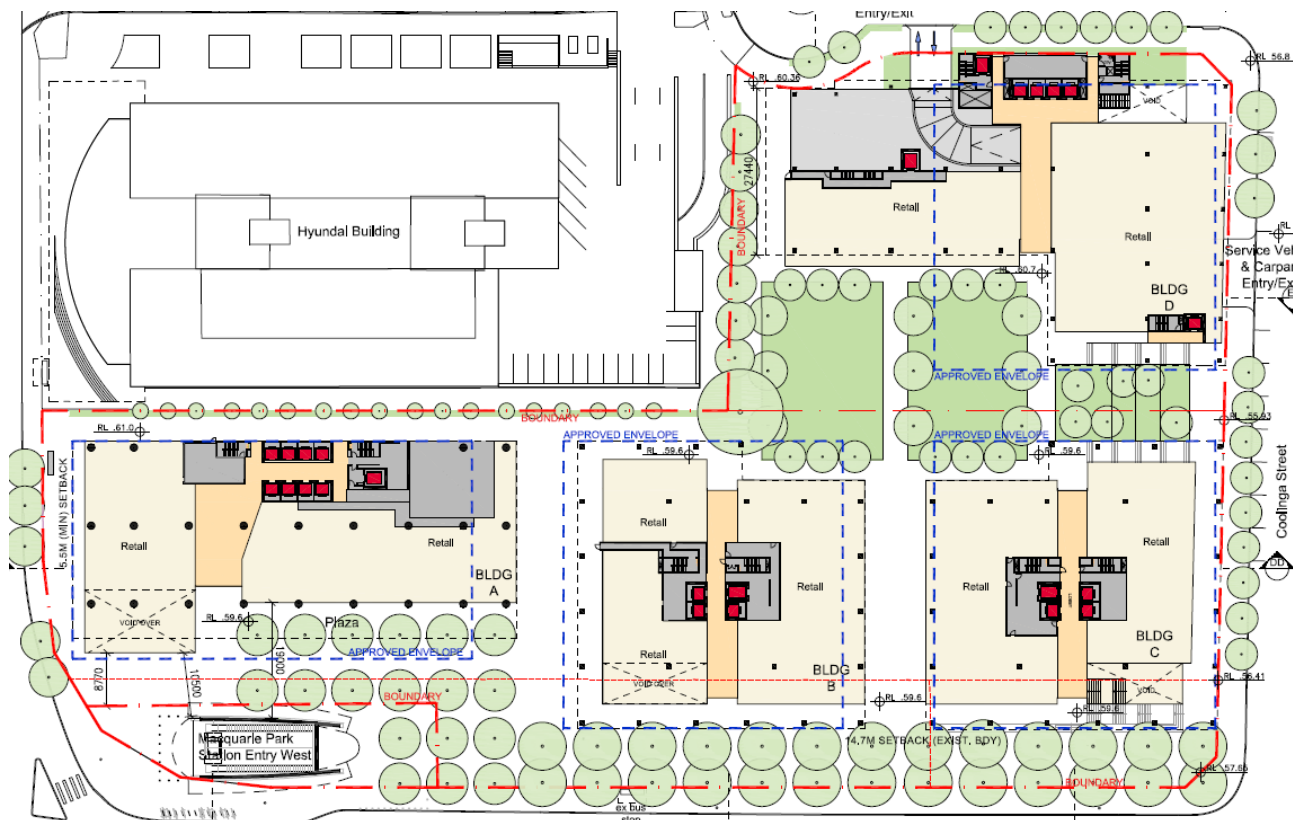 Entry/Exit
RL .56.8
RL .60.36
VOID
27440
Retail
BOUNDARY
Hyundai Building
Retail
RL
Service Veh
& Carpar
Entry/Ex
RL .60.7
BLDG
D
APPROVED ENVELOPE
BOUNDARY
RL .55.93
RL .61.0
APPROVED ENVELOPE
APPROVED ENVELOPE
RL .59.6
RL .59.6
5.5M (MIN) SETBACK
Coolinga Street
Retail
Retail
Retail
Retail
Retail
Retail
BLDG
A
DD
Retail
Retail
VOID OVER
RL .59.6
Plaza
APPROVED ENVELOPE
BLDG
C
BLDG
B
8770
10500
19000
VOID OVER
VOID
RL .56.41
BOUNDARY
RL .59.6
RL .59.6
Macquarie Park
Station Entry West
14.7M SETBACK (EXIST. BDY)
RL .57.65
BOUNDARY
ex bus
stop